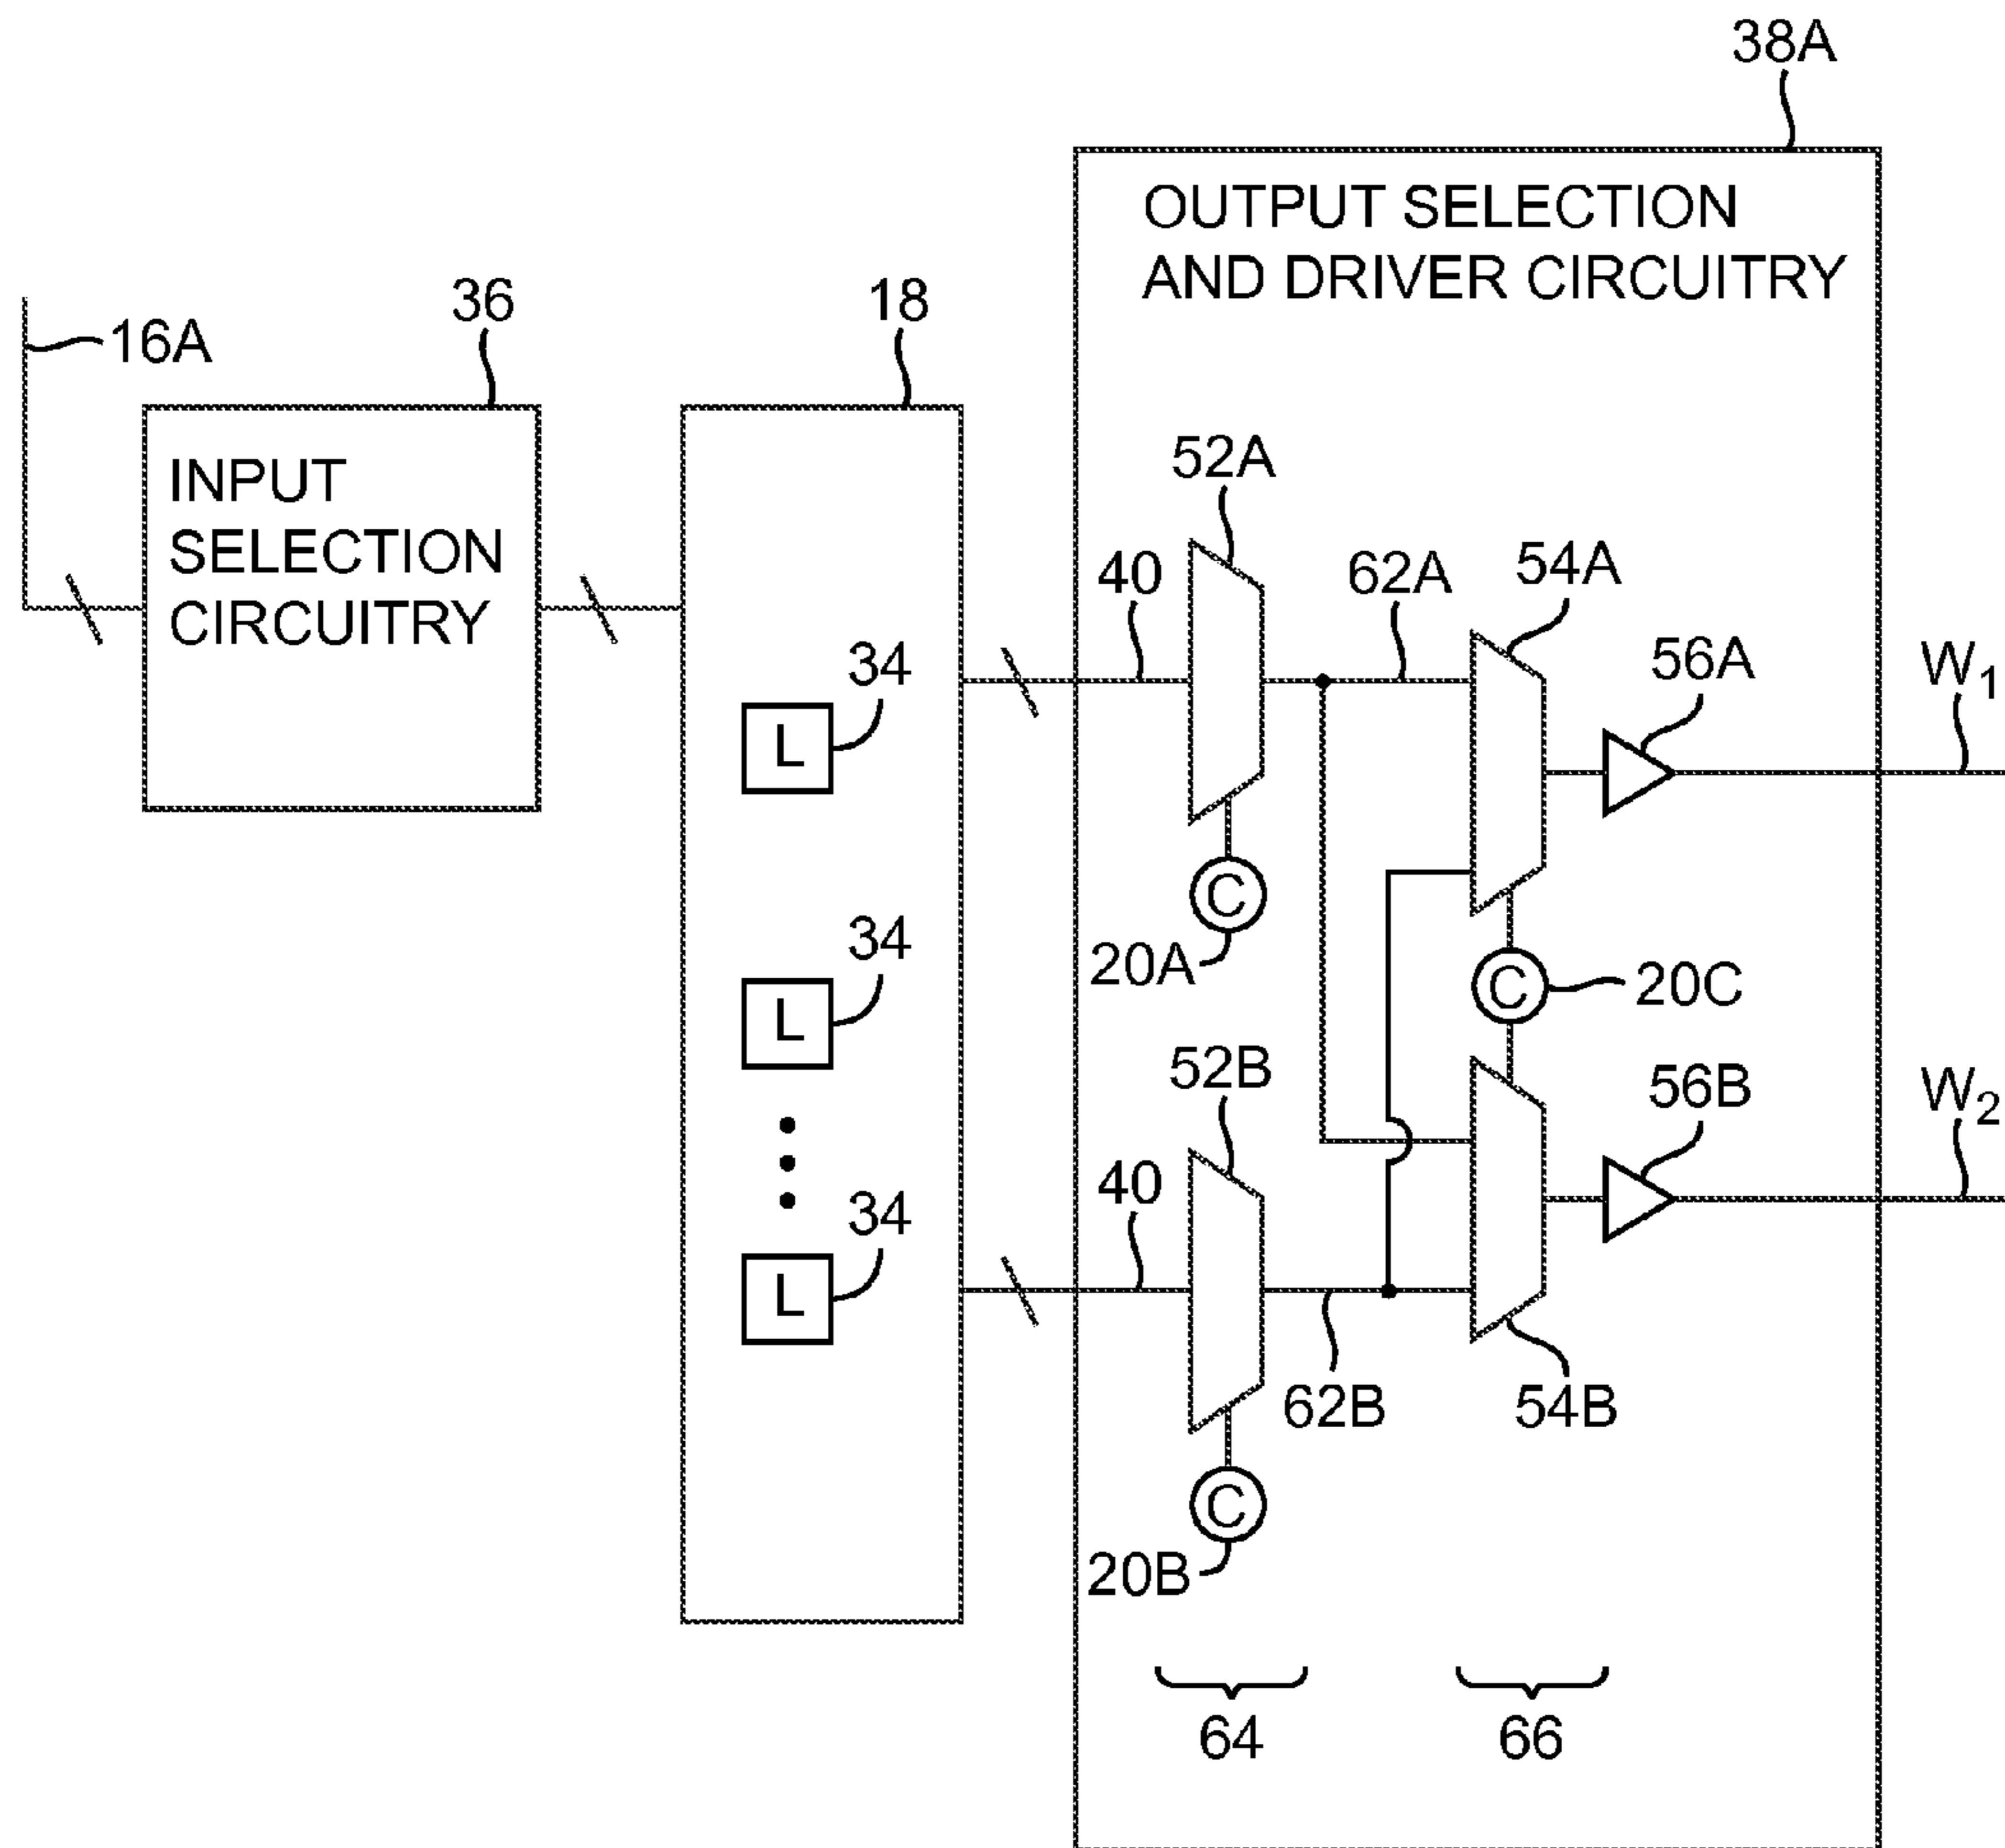 38A
OUTPUT SELECTION
AND DRIVER CIRCUITRY
16A
36
18
INPUT
SELECTION
CIRCUITRY
52A
40
62A
54A
34
L
56A
W1
34
L
20A
C
C
20C
52B
56B
W2
34
L
40
62B
54B
C
20B
64
66